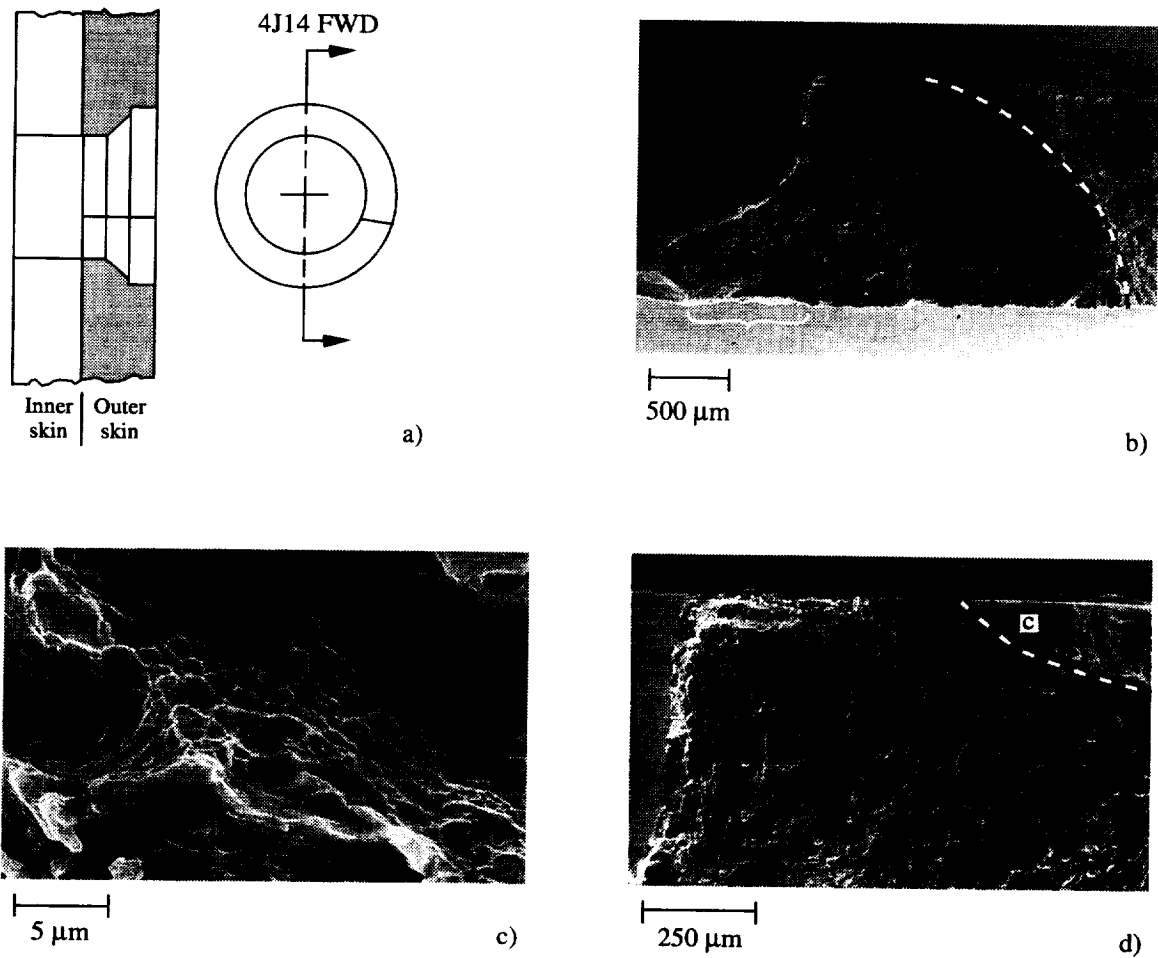 4J14 FWD
Inner Outer
skin skin
a)
500 μm
b)
c
5 μm
c)
250 μm
d)